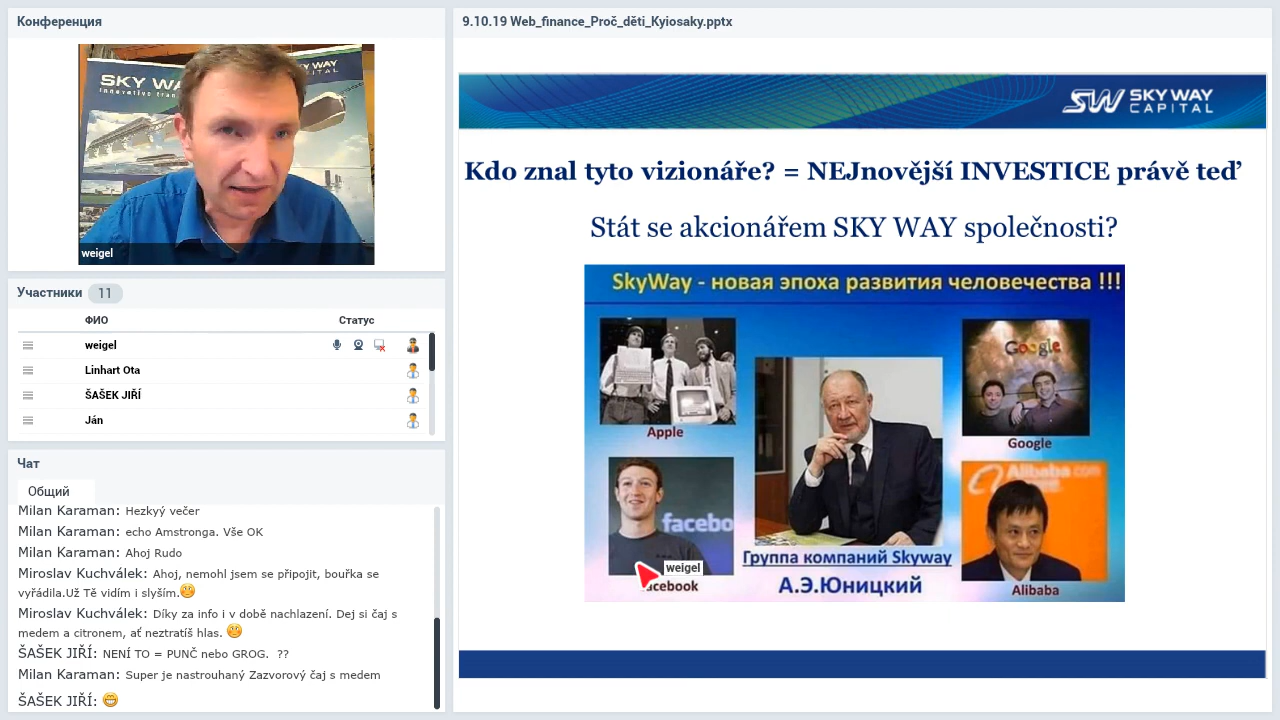 Конференция
SKY WAY
CAPITAL
weigel
Участники 11
ФИО Статус
weigel
Linhart Ota
ŠAŠEK JIŘÍ
Ján
Чат
Общий
Milan Karaman: Hezkyý večer
Milan Karaman: echo Amstronga. Vše OK
Milan Karaman: Ahoj Rudo
Miroslav Kuchválek: Ahoj, nemohl jsem se připojit, bouřka se
vyřádila.Už Tě vidím i slyším.
Miroslav Kuchválek: Díky za info i v době nachlazení. Dej si čaj s
medem a citronem, ať neztratíš hlas.
ŠAŠEK JIŘÍ: NENÍ TO = PUNČ nebo GROG. ??
Milan Karaman: Super je nastrouhaný Zazvorový čaj s medem
ŠAŠEK JIŘÍ:
9.10.19 Web_finance_Proč_děti_Kyiosaky.pptx
SW SKY WAY
CAPITAL
Kdo znal tyto vizionáře? = NEJnovější INVESTICE právě teď
Stát se akcionářem SKY WAY společnosti?
SkyWay - новая эпоха развития человечества !!!
Apple
Google
Google
facebo
weigel
acebook
Alibaba.com
Alibaba
Группа компаний Skyway
А.Э.ЮНИЦКИЙ